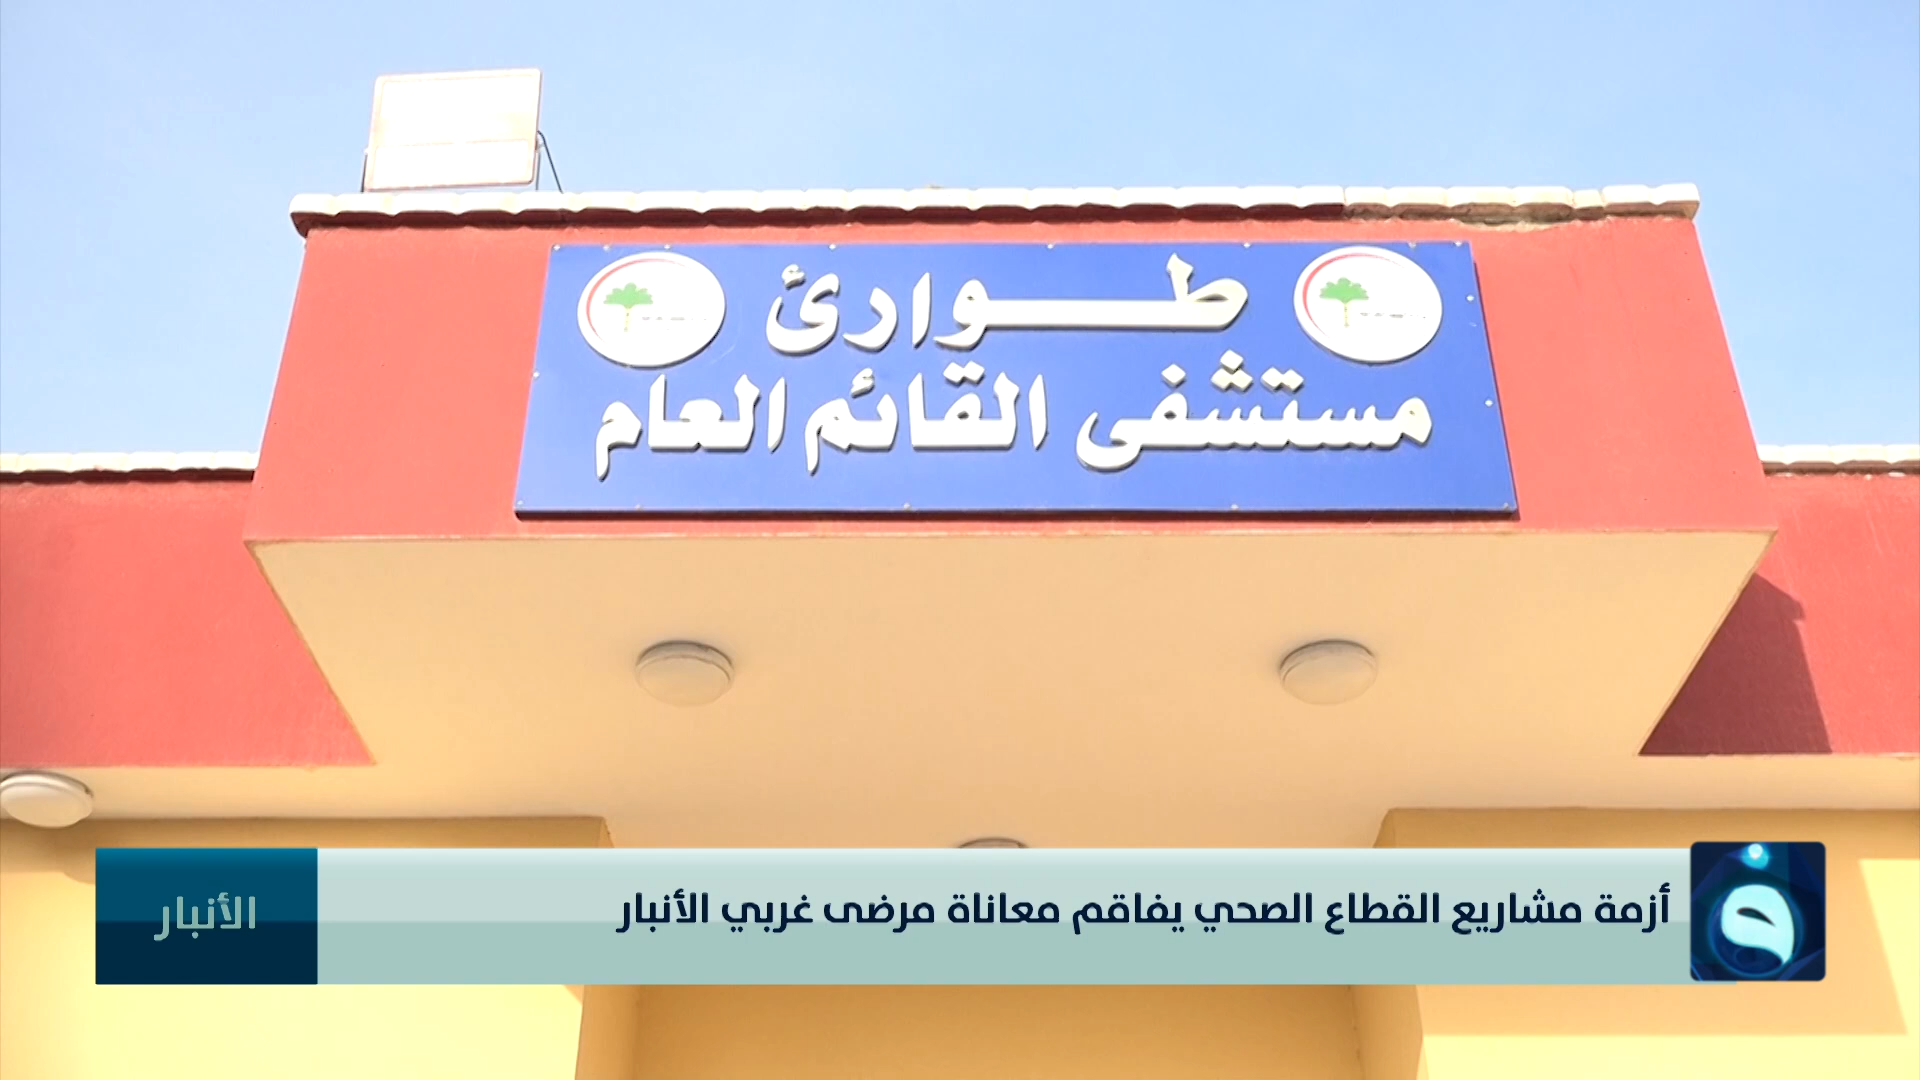 طوارئ
مستشفى القائم العام
أزمة مشاريع القطاع الصحي يفاقم معاناة مرضى غربي الأنبار
الأنبار